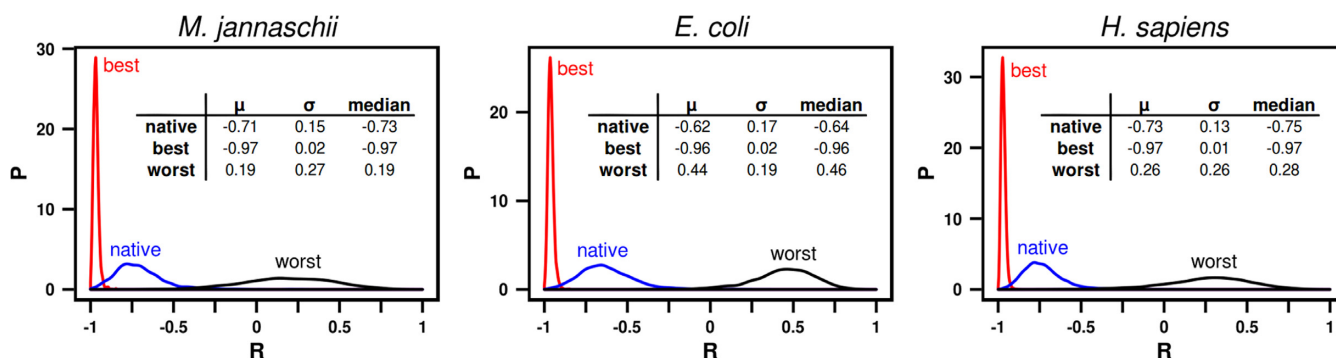 M. jannaschii
30
20
10
0
P
best
native
worst
μ σ median
native -0.71 0.15 -0.73
best -0.97 0.02 -0.97
worst 0.19 0.27 0.19
-1 -0.5 0 0.5 1
R
E. coli
20
10
0
P
best
native
worst
μ σ median
native -0.62 0.17 -0.64
best -0.96 0.02 -0.96
worst 0.44 0.19 0.46
-1 -0.5 0 0.5 1
R
H. sapiens
30
20
10
0
P
best
native
worst
μ σ median
native -0.73 0.13 -0.75
best -0.97 0.01 -0.97
worst 0.26 0.26 0.28
-1 -0.5 0 0.5 1
R